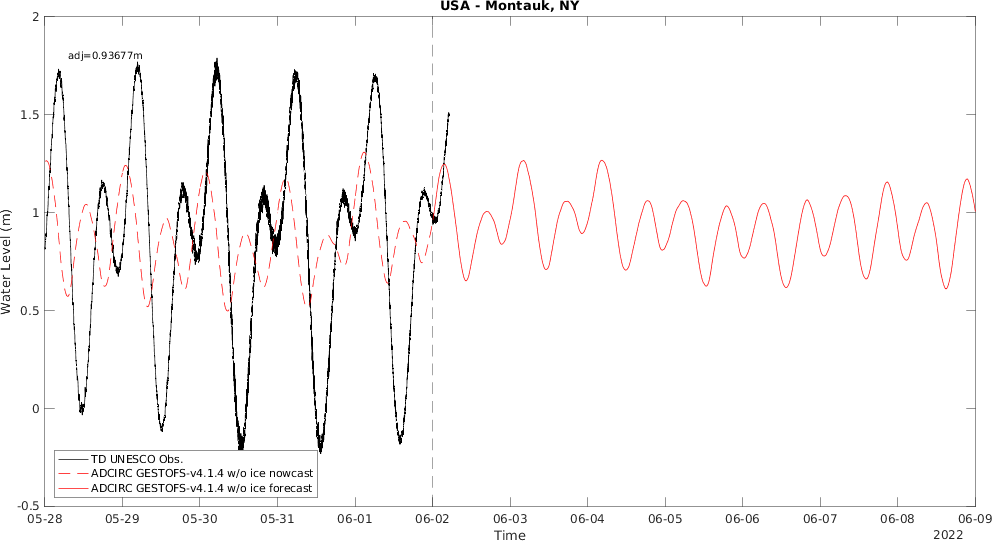 USA - Montauk, NY
adj=0.93677m
2
1.5
1
0.5
0
-0.5
Water Level (m)
TD UNESCO Obs.
ADCIRC GESTOFS-v4.1.4 w/o ice nowcast
ADCIRC GESTOFS-v4.1.4 w/o ice forecast
05-28 05-29 05-30 05-31 06-01 06-02 06-03 06-04 06-05 06-06 06-07 06-08 06-09
Time
2022